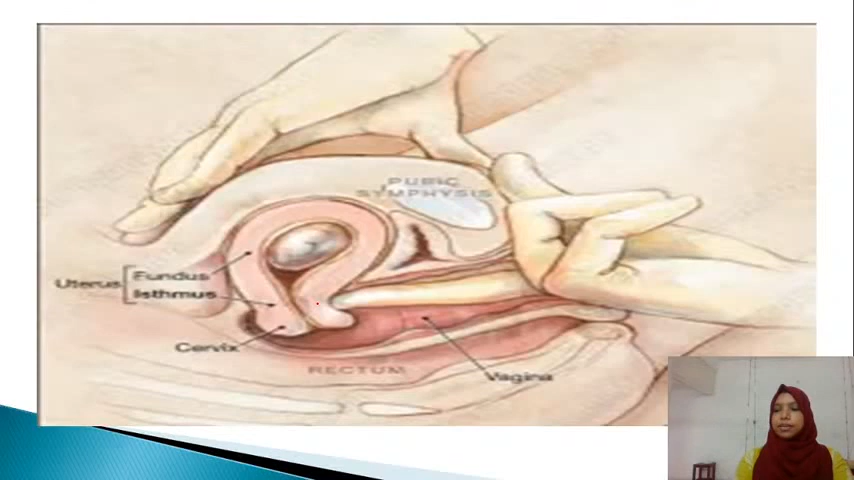 PUBIC
SYMPHYSIS
Uterus
Fundus
Isthmus
Cervix
RECTUM
Vagina